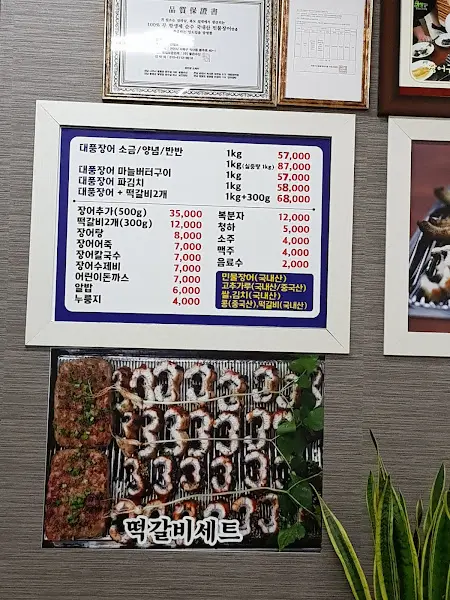 品質保證書
대풍장어 소금/양념/반반 1kg 57,000
1kg(실중량 1kg) 87,000
대풍장어 마늘버터구이 1kg 57,000
대풍장어 파김치 1kg 58,000
대풍장어 + 떡갈비2개 1kg+300g 68,000
장어추가(500g) 35,000
떡갈비2개(300g) 12,000
장어탕 8,000
장어어죽 7,000
장어칼국수 7,000
장어수제비 7,000
어린이돈까스 7,000
알밥 6,000
누룽지 4,000
복분자 12,000
청하 5,000
소주 4,000
맥주 4,000
음료수 2,000
민물장어(국내산)
고추가루(국내산/중국산)
쌀,김치(국내산)
콩(중국산),떡갈비(국내산)
떡갈비세트